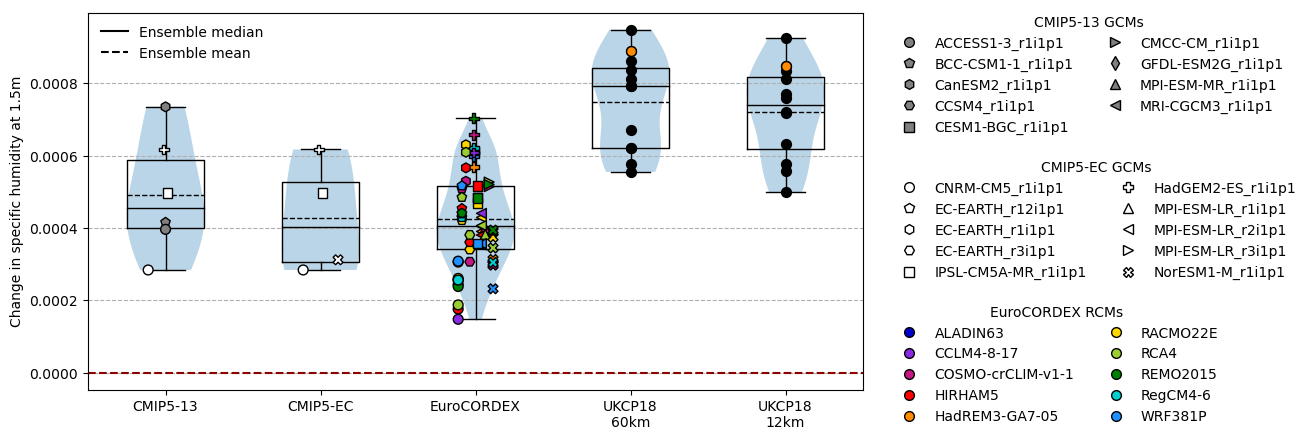 Change in specific humidity at 1.5m
0.0008
0.0006
0.0004
0.0002
0.0000
Ensemble median
Ensemble mean
CMIP5-13
CMIP5-EC
EuroCORDEX
UKCP18
60km
UKCP18
12km
CMIP5-13 GCMs
ACCESS1-3_r1i1p1
BCC-CSM1-1_r1i1p1
CanESM2_r1i1p1
CCSM4_r1i1p1
CESM1-BGC_r1i1p1
CMCC-CM_r1i1p1
GFDL-ESM2G_r1i1p1
MPI-ESM-MR_r1i1p1
MRI-CGCM3_r1i1p1
CMIP5-EC GCMs
CNRM-CM5_r1i1p1
EC-EARTH_r12i1p1
EC-EARTH_r1i1p1
EC-EARTH_r3i1p1
IPSL-CM5A-MR_r1i1p1
HadGEM2-ES_r1i1p1
MPI-ESM-LR_r1i1p1
MPI-ESM-LR_r2i1p1
MPI-ESM-LR_r3i1p1
NorESM1-M_r1i1p1
EuroCORDEX RCMs
ALADIN63
CCLM4-8-17
COSMO-crCLIM-v1-1
HIRHAM5
HadREM3-GA7-05
RACMO22E
RCA4
REMO2015
RegCM4-6
WRF381P